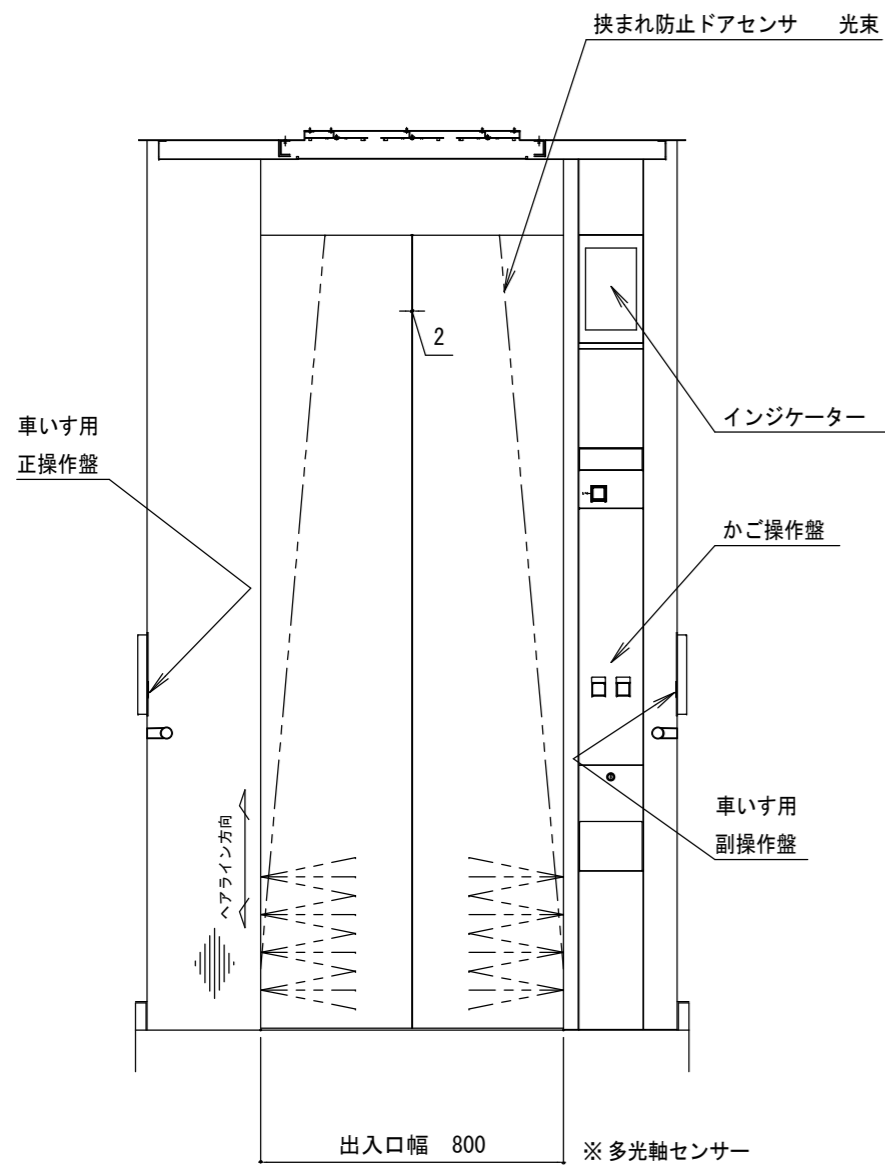 挟まれ防止ドアセンサ　光束
2
インジケーター
車いす用
正操作盤
かご操作盤
車いす用
副操作盤
ヘアライン方向
出入口幅　800
※多光軸センサー